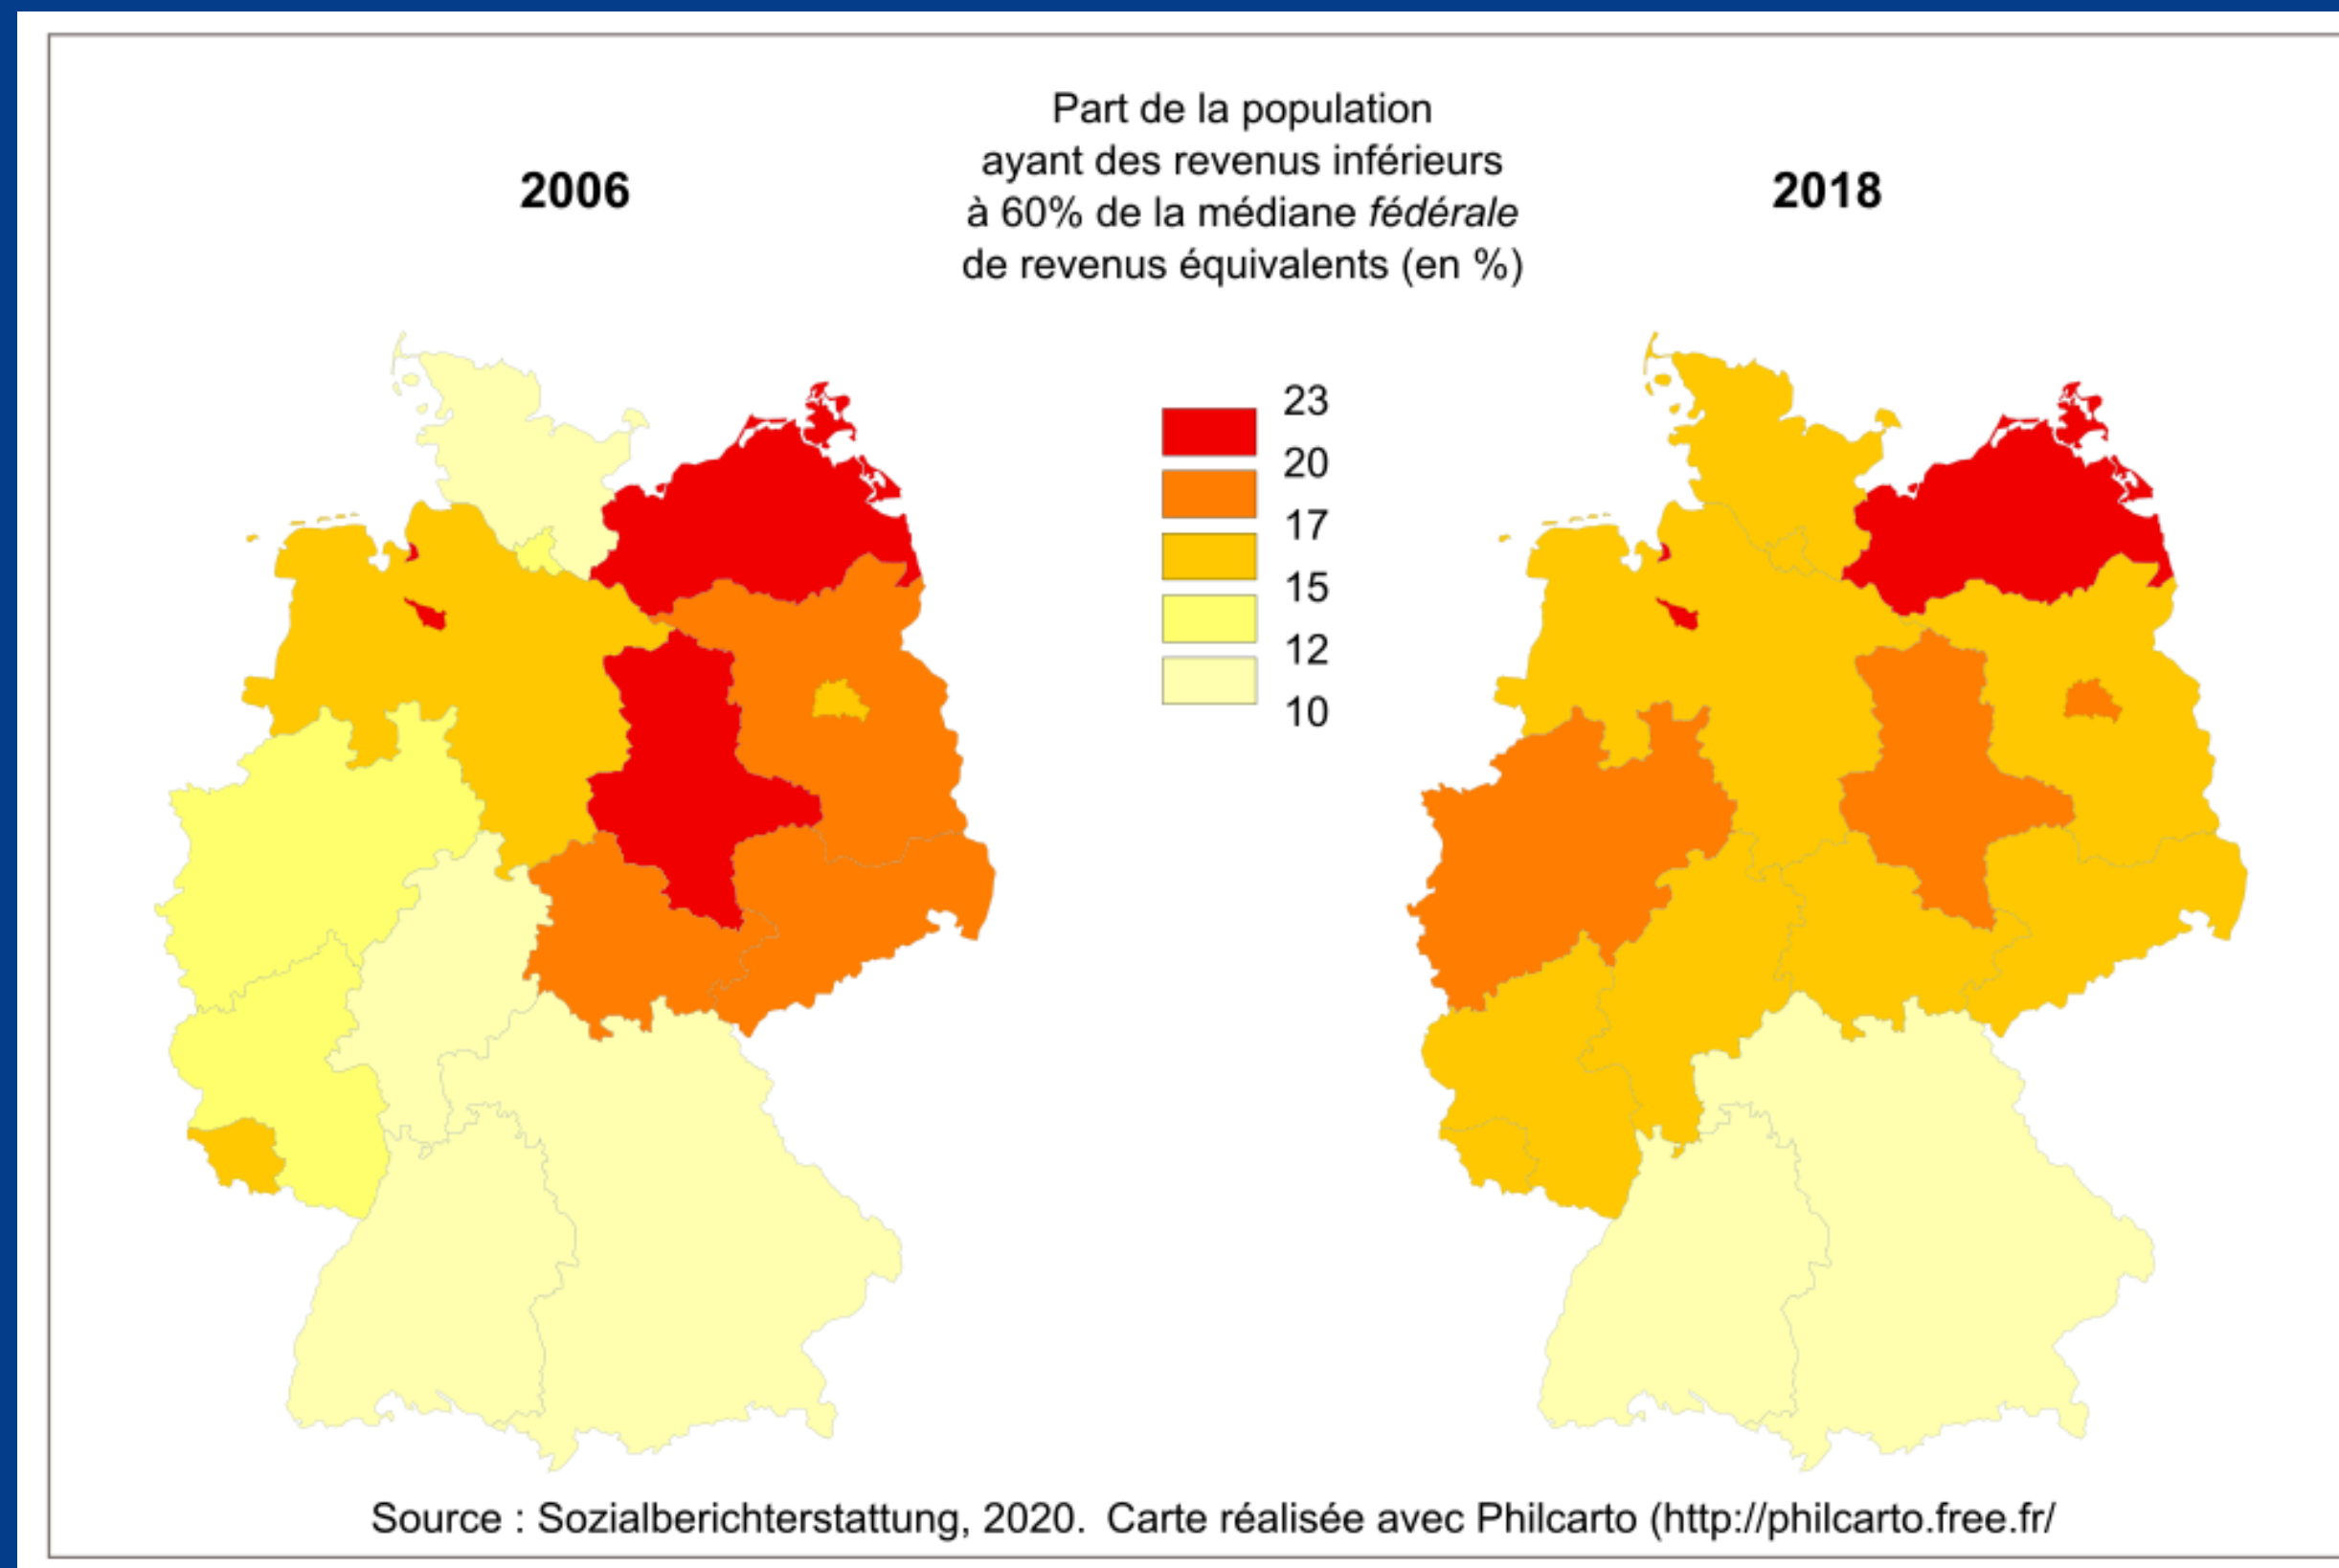 Part de la population
ayant des revenus inférieurs
à 60% de la médiane fédérale
de revenus équivalents (en %)
2006
2018
23
20
17
15
12
10
Source : Sozialberichterstattung, 2020. Carte réalisée avec Philcarto (http://philcarto.free.fr/